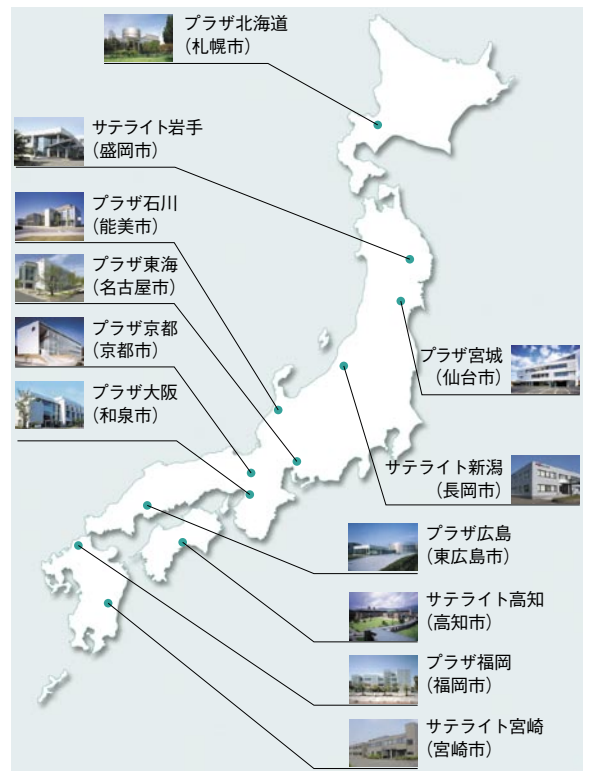 プラザ北海道
（札幌市）
サテライト岩手
（盛岡市）
プラザ石川
（能美市）
プラザ東海
（名古屋市）
プラザ京都
（京都市）
プラザ大阪
（和泉市）
プラザ宮城
（仙台市）
サテライト新潟
（長岡市）
プラザ広島
（東広島市）
サテライト高知
（高知市）
プラザ福岡
（福岡市）
サテライト宮崎
（宮崎市）